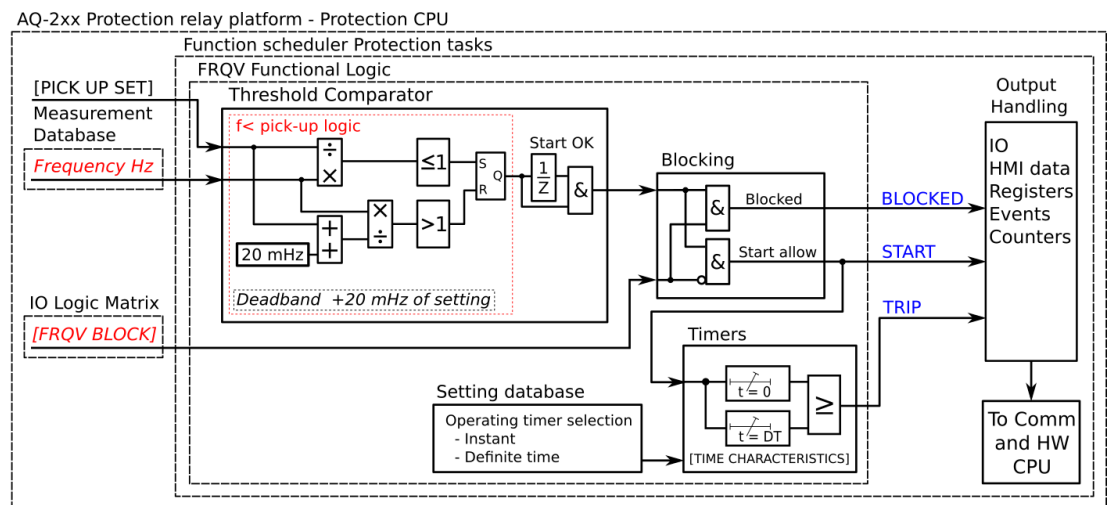 AQ-2xx Protection relay platform - Protection CPU
Function scheduler Protection tasks
FRQV Functional Logic
[PICK UP SET]
Measurement
Database
Frequency Hz
Threshold Comparator
f< pick-up logic
÷
×
≤1
S
Q
R
×
÷
>1
+
+
20 mHz
Deadband +20 mHz of setting
Start OK
1
Z
&
IO Logic Matrix
[FRQV BLOCK]
Blocking
&
Blocked
&
Start allow
BLOCKED
START
TRIP
Timers
t = 0
t = DT
≥
[TIME CHARACTERISTICS]
Setting database
Operating timer selection
- Instant
- Definite time
Output
Handling
IO
HMI data
Registers
Events
Counters
To Comm
and HW
CPU